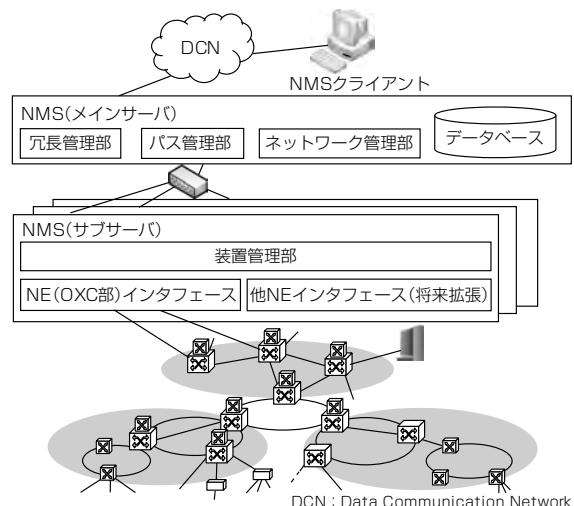 DCN
NMSクライアント
NMS(メインサーバ)
冗長管理部
パス管理部
ネットワーク管理部
データベース
NMS(サブサーバ)
装置管理部
NE(OXC部)インタフェース
他NEインタフェース(将来拡張)
DCN：Data Communication Network